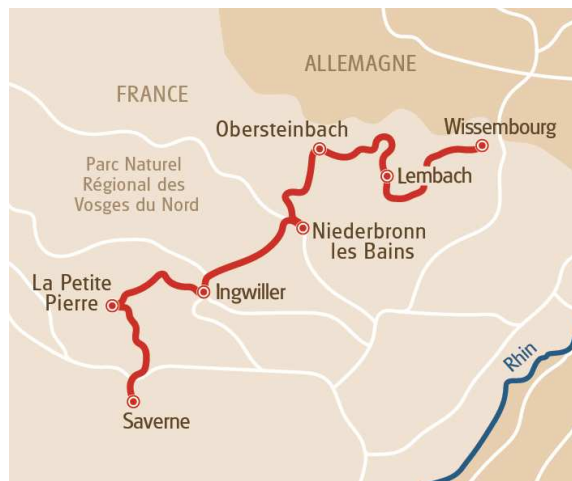 ALLEMAGNE
FRANCE
Obersteinbach
Wissembourg
Parc Naturel
Régional des
Vosges du Nord
Lembach
Niederbronn
les Bains
La Petite
Pierre
Ingwiller
Rhin
Saverne